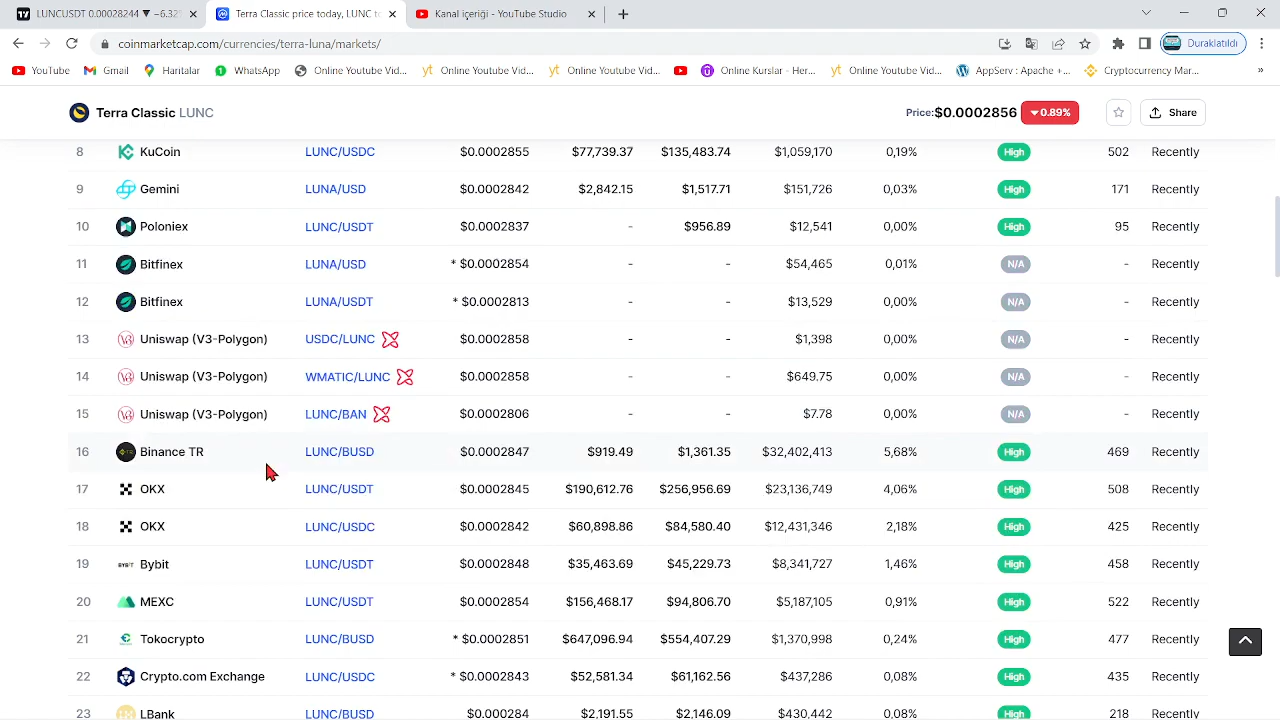 LUNCUSDT 0.00028244 ▼ −6.32%
Terra Classic price today, LUNC to
Kanal içeriği - YouTube Studio
coinmarketcap.com/currencies/terra-luna/markets/
Duraklatıldı
YouTube Gmail Haritalar WhatsApp Online Youtube Vid... Online Youtube Vid... Online Youtube Vid... Online Kurslar - Her... Online Youtube Vid... AppServ : Apache +... Cryptocurrency Mar... »
Terra Classic LUNC Price:$0.0002856 ▼0.89% Share
8 KuCoin LUNC/USDC $0.0002855 $77,739.37 $135,483.74 $1,059,170 0,19% High 502 Recently
9 Gemini LUNA/USD $0.0002842 $2,842.15 $1,517.71 $151,726 0,03% High 171 Recently
10 Poloniex LUNC/USDT $0.0002837 - $956.89 $12,541 0,00% High 95 Recently
11 Bitfinex LUNA/USD * $0.0002854 - - $54,465 0,01% N/A - Recently
12 Bitfinex LUNA/USDT * $0.0002813 - - $13,529 0,00% N/A - Recently
13 Uniswap (V3-Polygon) USDC/LUNC $0.0002858 - - $1,398 0,00% N/A - Recently
14 Uniswap (V3-Polygon) WMATIC/LUNC $0.0002858 - - $649.75 0,00% N/A - Recently
15 Uniswap (V3-Polygon) LUNC/BAN $0.0002806 - - $7.78 0,00% N/A - Recently
16 Binance TR LUNC/BUSD $0.0002847 $919.49 $1,361.35 $32,402,413 5,68% High 469 Recently
17 OKX LUNC/USDT $0.0002845 $190,612.76 $256,956.69 $23,136,749 4,06% High 508 Recently
18 OKX LUNC/USDC $0.0002842 $60,898.86 $84,580.40 $12,431,346 2,18% High 425 Recently
19 Bybit LUNC/USDT $0.0002848 $35,463.69 $45,229.73 $8,341,727 1,46% High 458 Recently
20 MEXC LUNC/USDT $0.0002854 $156,468.17 $94,806.70 $5,187,105 0,91% High 522 Recently
21 Tokocrypto LUNC/BUSD * $0.0002851 $647,096.94 $554,407.29 $1,370,998 0,24% High 477 Recently
22 Crypto.com Exchange LUNC/USDC * $0.0002843 $52,581.34 $61,162.56 $437,286 0,08% High 435 Recently
23 LBank LUNC/BUSD $0.000284 $2,191.55 $2,146.09 $430,442 0,08% High 218 Recently